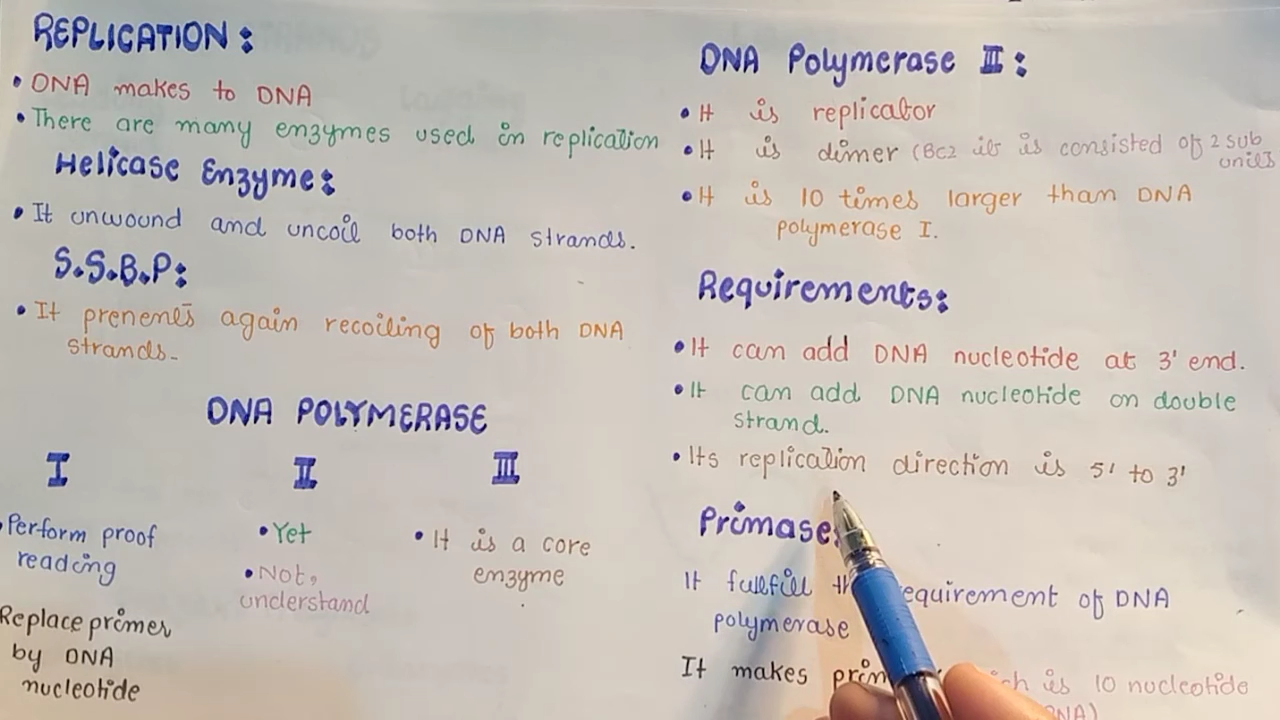 REPLICATION:
• DNA makes to DNA
• There are many enzymes used in replication
Helicase Enzyme:
• It unwound and uncoil both DNA strands.
S.S.B.P:
• It prenents again recoiling of both DNA
strands.
DNA POLYMERASE
I
II
III
Perform proof
reading
Replace primer
by DNA
nucleotide
• Yet
• Not,
understand
• It is a core
enzyme
DNA Polymerase III:
• It is replicator
• It is dimer (Bcz it is consisted of 2 sub
units
• It is 10 times larger than DNA
polymerase I.
Requirements:
• It can add DNA nucleotide at 3' end.
• It can add DNA nucleotide on double
strand.
• Its replication direction is 5' to 3'
Primase:
It fulfill requirement of DNA
polymerase
It makes is 10 nucleotide